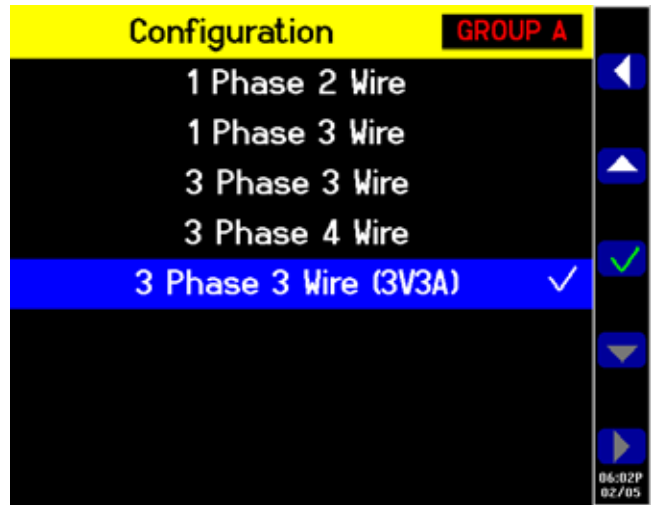 Configuration GROUP A
1 Phase 2 Wire
1 Phase 3 Wire
3 Phase 3 Wire
3 Phase 4 Wire
3 Phase 3 Wire (3V3A)
06:02P
02/05